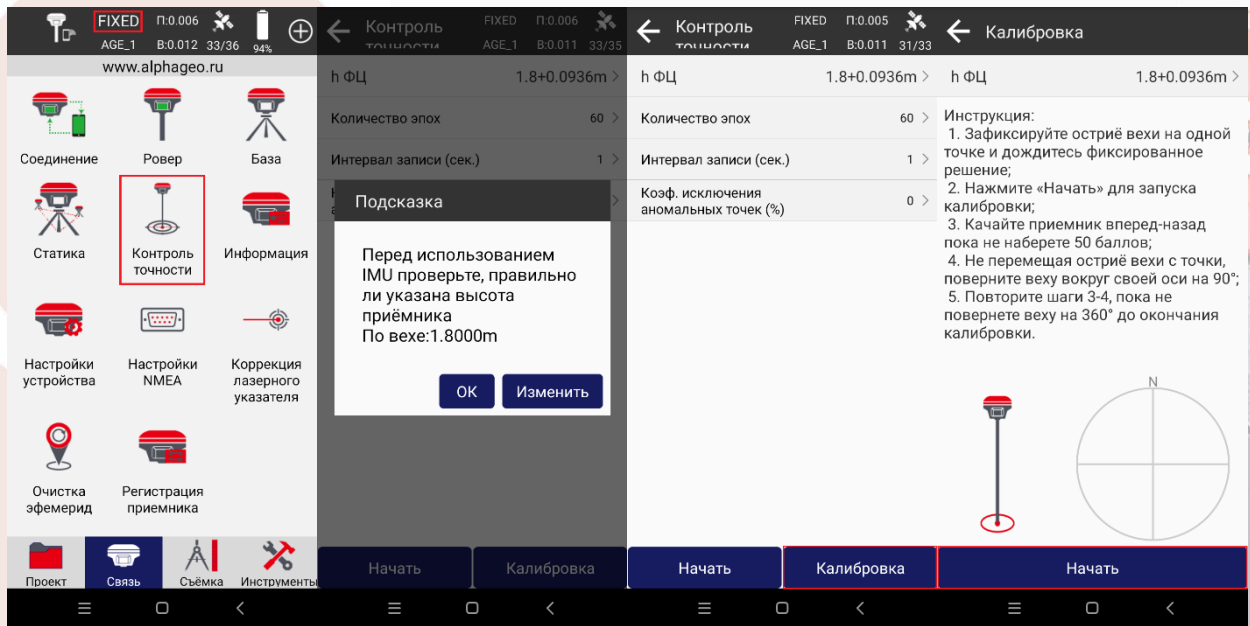 FIXED П:0.006
AGE_1 B:0.012 33/36 94%
www.alphageo.ru
Соединение Ровер База
Статика Контроль точности Информация
Настройки устройства Настройки NMEA Коррекция лазерного указателя
Очистка эфемерид Регистрация приемника
Проект Связь Съёмка Инструменты
Контроль точности
FIXED П:0.006
AGE_1 B:0.011 33/35
h ФЦ 1.8+0.0936m >
Количество эпох 60 >
Интервал записи (сек.) 1 >
Подсказка
Перед использованием
IMU проверьте, правильно
ли указана высота
приёмника
По вехе:1.8000m
ОК Изменить
Начать Калибровка
Контроль точности
FIXED П:0.005
AGE_1 B:0.011 31/33
h ФЦ 1.8+0.0936m >
Количество эпох 60 >
Интервал записи (сек.) 1 >
Коэф. исключения
аномальных точек (%) 0 >
Начать Калибровка
Калибровка
h ФЦ 1.8+0.0936m >
Инструкция:
1. Зафиксируйте остриё вехи на одной
точке и дождитесь фиксированное
решение;
2. Нажмите «Начать» для запуска
калибровки;
3. Качайте приемник вперед-назад
пока не наберете 50 баллов;
4. Не перемещая остриё вехи с точки,
поверните веху вокруг своей оси на 90°;
5. Повторите шаги 3-4, пока не
повернете веху на 360° до окончания
калибровки.
N
Начать